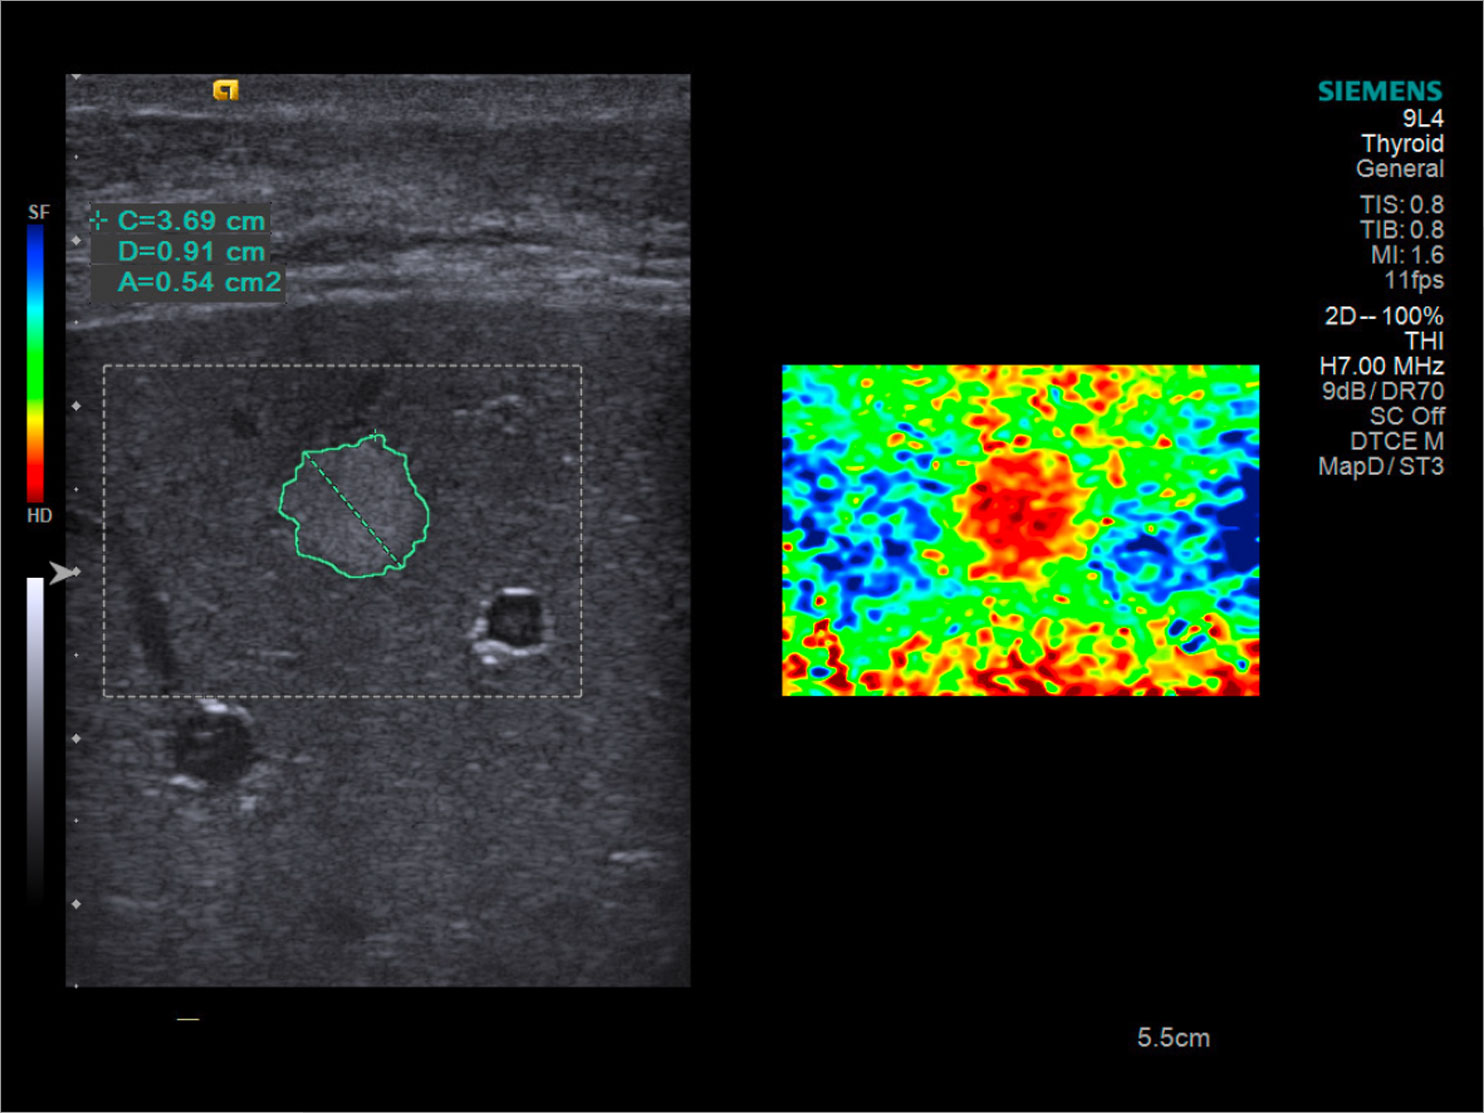 SF
HD
C=3.69 cm
D=0.91 cm
A=0.54 cm2
SIEMENS
9L4
Thyroid
General
TIS: 0.8
TIB: 0.8
MI: 1.6
11fps
2D-- 100%
THI
H7.00 MHz
9dB / DR70
SC Off
DTCE M
MapD / ST3
5.5cm